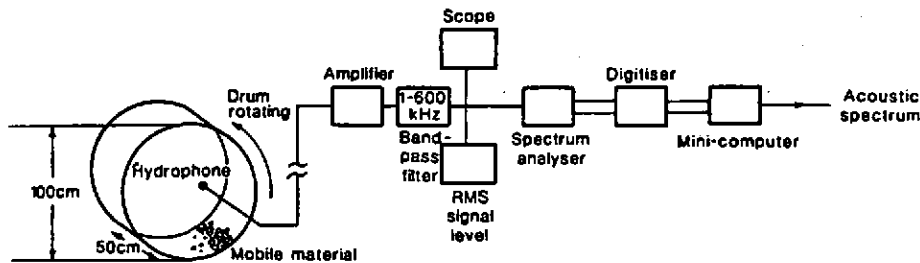 Scope
Amplifier
Digitiser
Drum
rotating
1-600
kHz
Acoustic
spectrum
Band-
pass
filter
Spectrum
analyser
Mini-computer
Hydrophone
100cm
RMS
signal
level
50cm
Mobile material